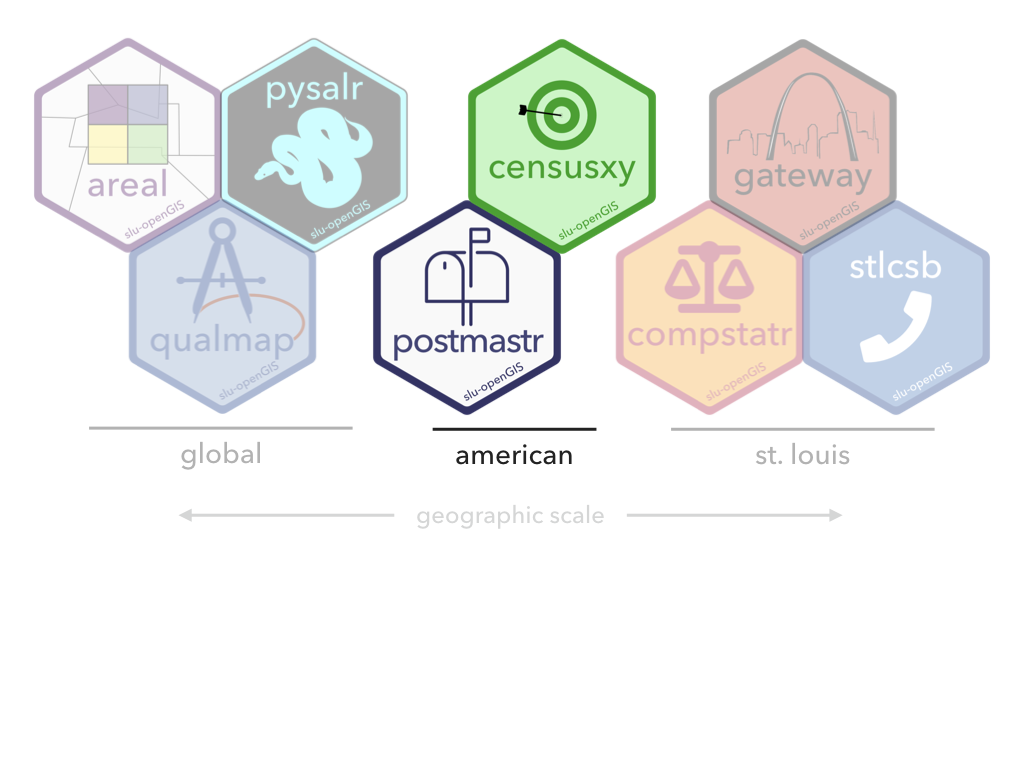 areal
slu-openGIS
pysalr
slu-openGIS
censusxy
slu-openGIS
gateway
slu-openGIS
qualmap
slu-openGIS
postmastr
slu-openGIS
compstatr
slu-openGIS
stlcsb
slu-openGIS
global
american
st. louis
geographic scale